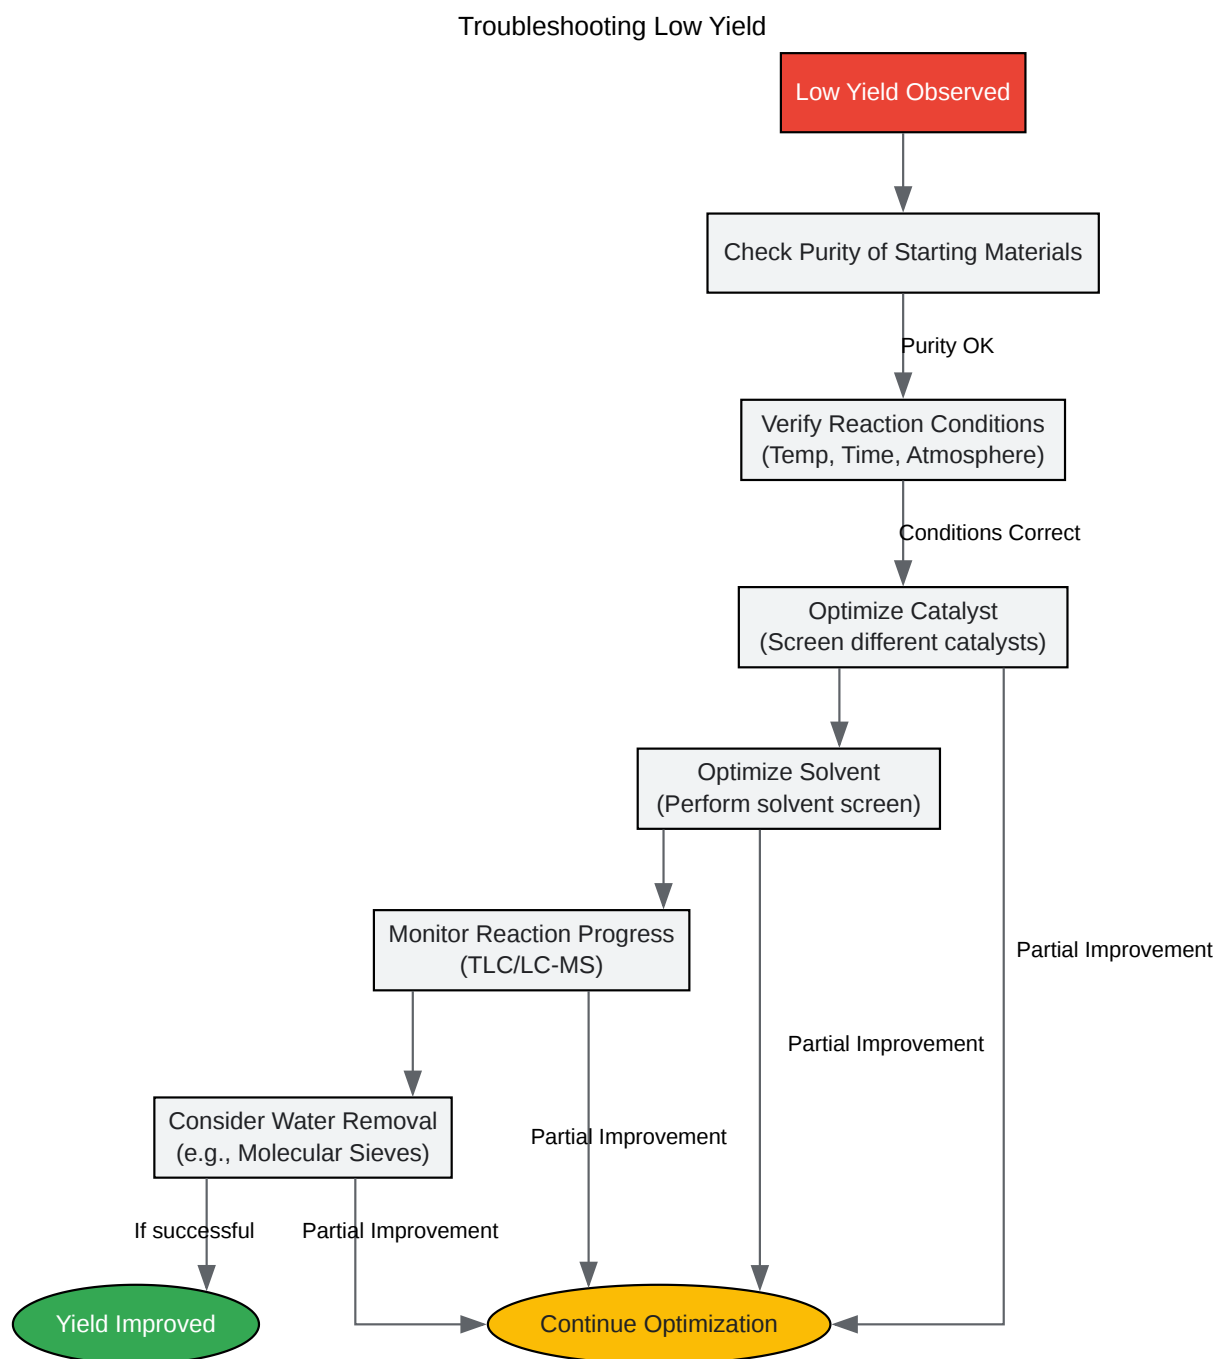 Troubleshooting Low Yield
Low Yield Observed
Check Purity of Starting Materials
Purity OK
Verify Reaction Conditions
(Temp, Time, Atmosphere)
Conditions Correct
Optimize Catalyst
(Screen different catalysts)
Optimize Solvent
(Perform solvent screen)
Monitor Reaction Progress
(TLC/LC-MS)
Partial Improvement
Partial Improvement
Consider Water Removal
(e.g., Molecular Sieves)
Partial Improvement
If successful
Partial Improvement
Yield Improved
Continue Optimization